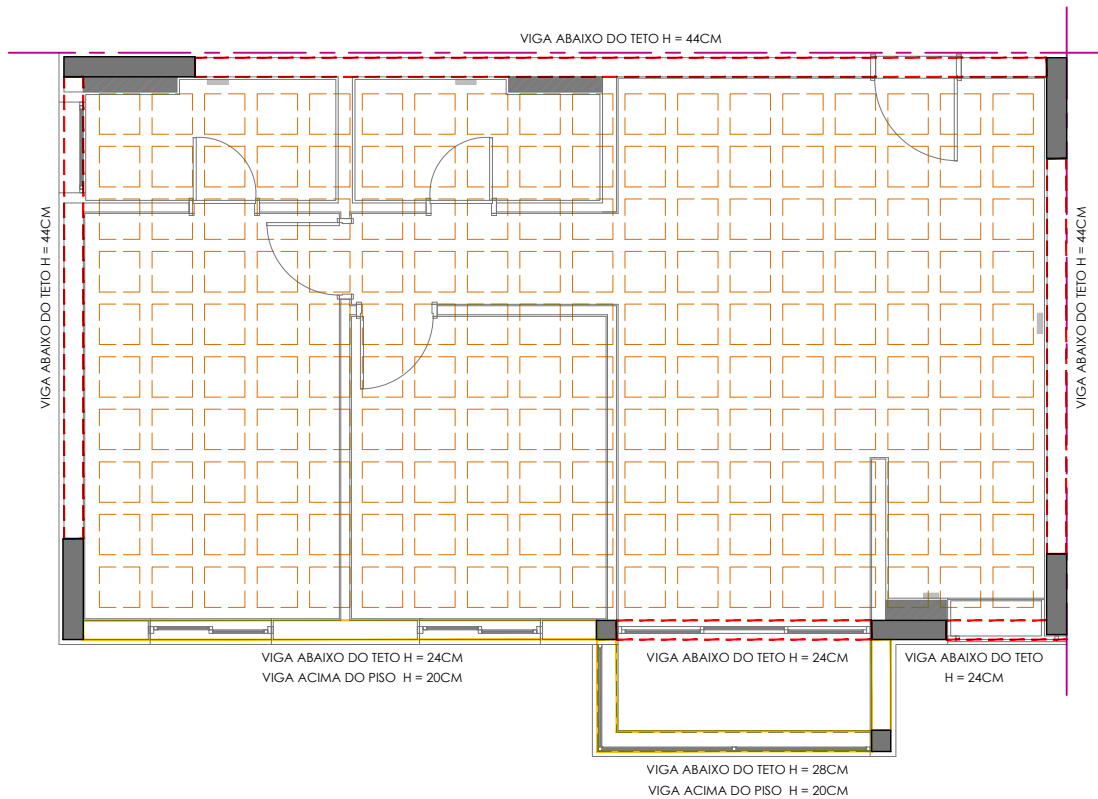 VIGA ABAIXO DO TETO H = 44CM
VIGA ABAIXO DO TETO H = 44CM
VIGA ABAIXO DO TETO H = 44CM
VIGA ABAIXO DO TETO H = 24CM
VIGA ACIMA DO PISO H = 20CM
VIGA ABAIXO DO TETO H = 24CM
VIGA ABAIXO DO TETO
H = 24CM
VIGA ABAIXO DO TETO H = 28CM
VIGA ACIMA DO PISO H = 20CM